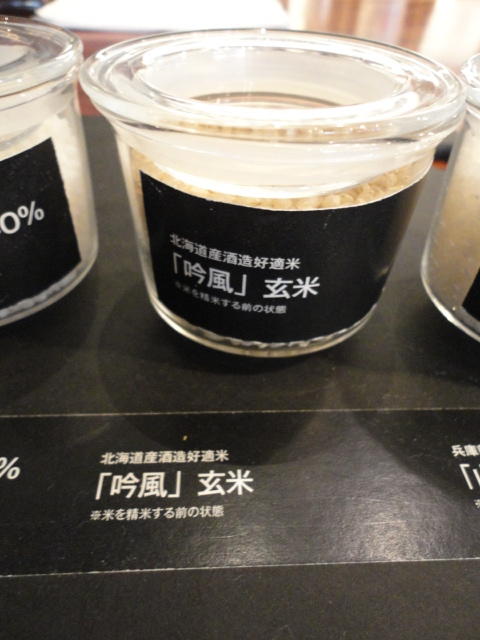 0%
北海道産酒造好適米
「吟風」玄米
※米を精米する前の状態
%
北海道産酒造好適米
「吟風」玄米
※米を精米する前の状態
兵庫
「
※